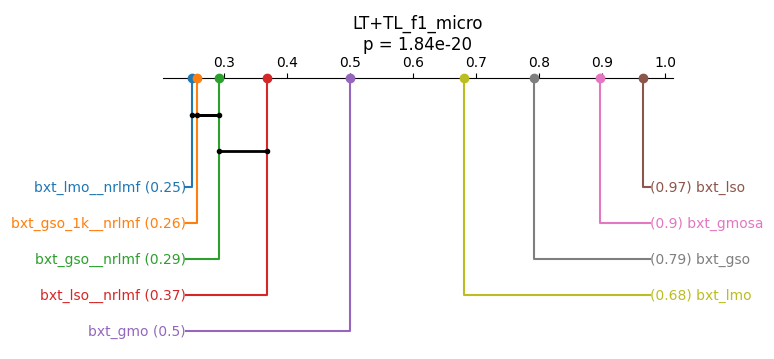 LT+TL_f1_micro
p = 1.84e-20
0.3 0.4 0.5 0.6 0.7 0.8 0.9 1.0
bxt_lmo__nrlmf (0.25) (0.97) bxt_lso
bxt_gso_1k__nrlmf (0.26) (0.9) bxt_gmosa
bxt_gso__nrlmf (0.29) (0.79) bxt_gso
bxt_lso__nrlmf (0.37) (0.68) bxt_lmo
bxt_gmo (0.5)